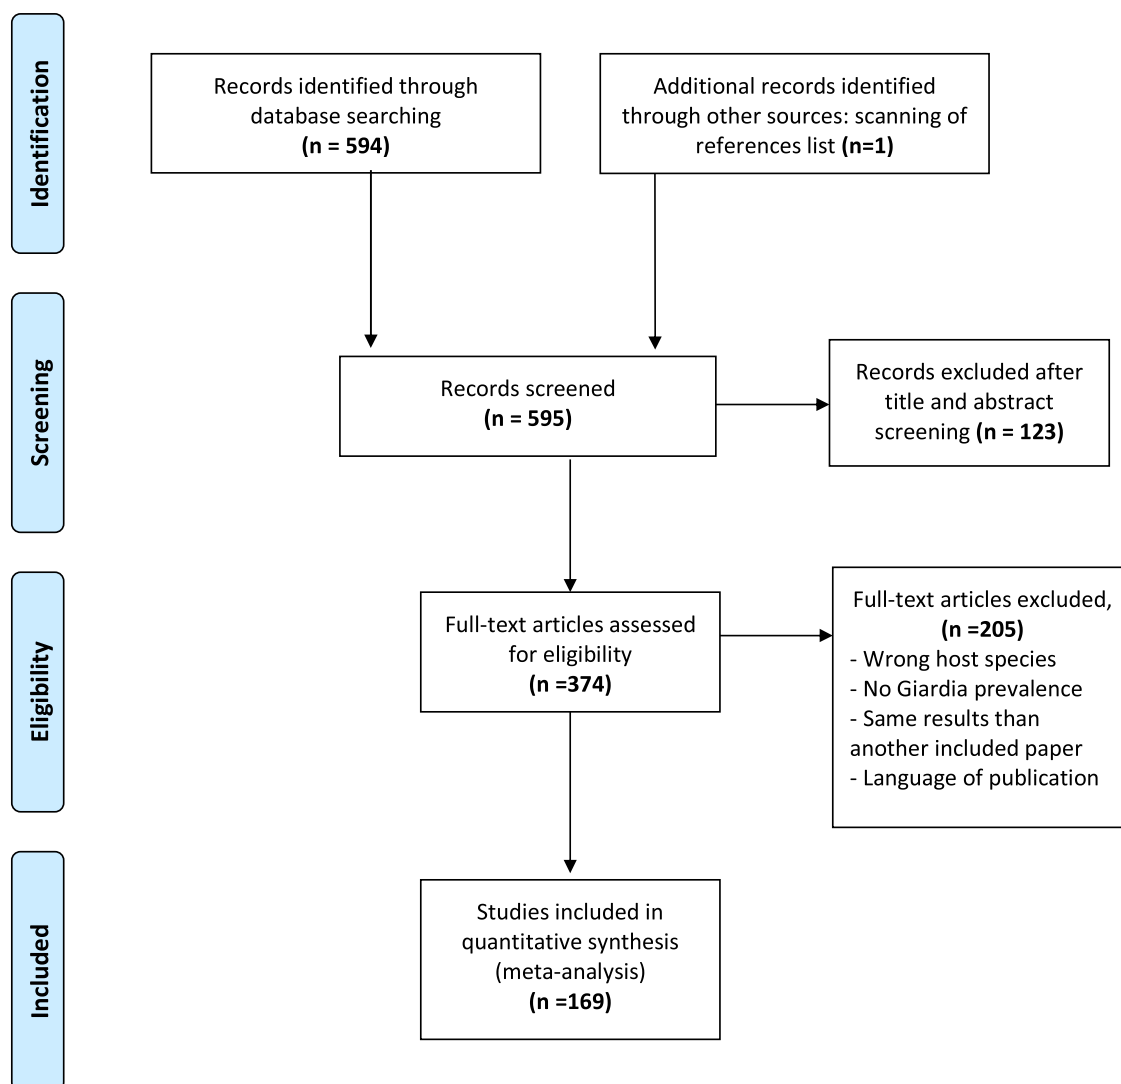 Identification
Records identified through
database searching
(n = 594)
Additional records identified
through other sources: scanning of
references list (n=1)
Screening
Records screened
(n = 595)
Records excluded after
title and abstract
screening (n = 123)
Eligibility
Full-text articles assessed
for eligibility
(n =374)
Full-text articles excluded,
(n =205)
- Wrong host species
- No Giardia prevalence
- Same results than
another included paper
- Language of publication
Included
Studies included in
quantitative synthesis
(meta-analysis)
(n =169)